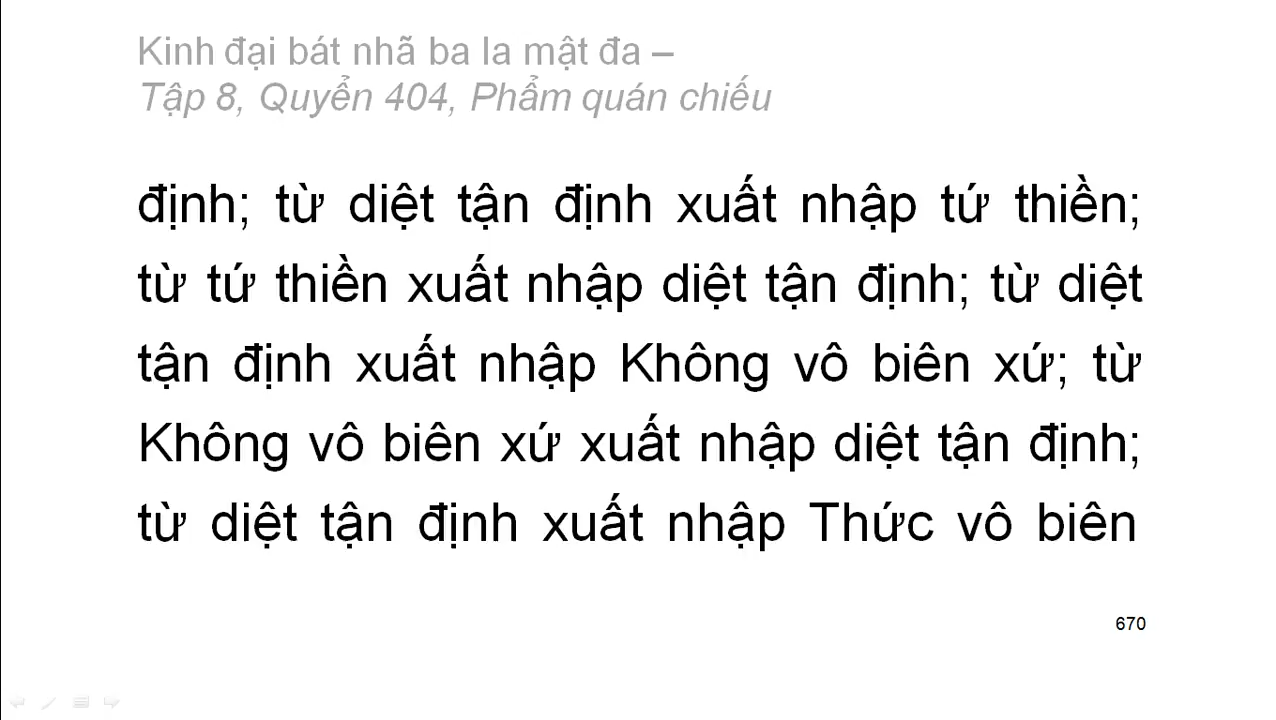 Kinh đại bát nhã ba la mật đa –
Tập 8, Quyển 404, Phẩm quán chiếu
định; từ diệt tận định xuất nhập tứ thiền;
từ tứ thiền xuất nhập diệt tận định; từ diệt
tận định xuất nhập Không vô biên xứ; từ
Không vô biên xứ xuất nhập diệt tận định;
từ diệt tận định xuất nhập Thức vô biên
670